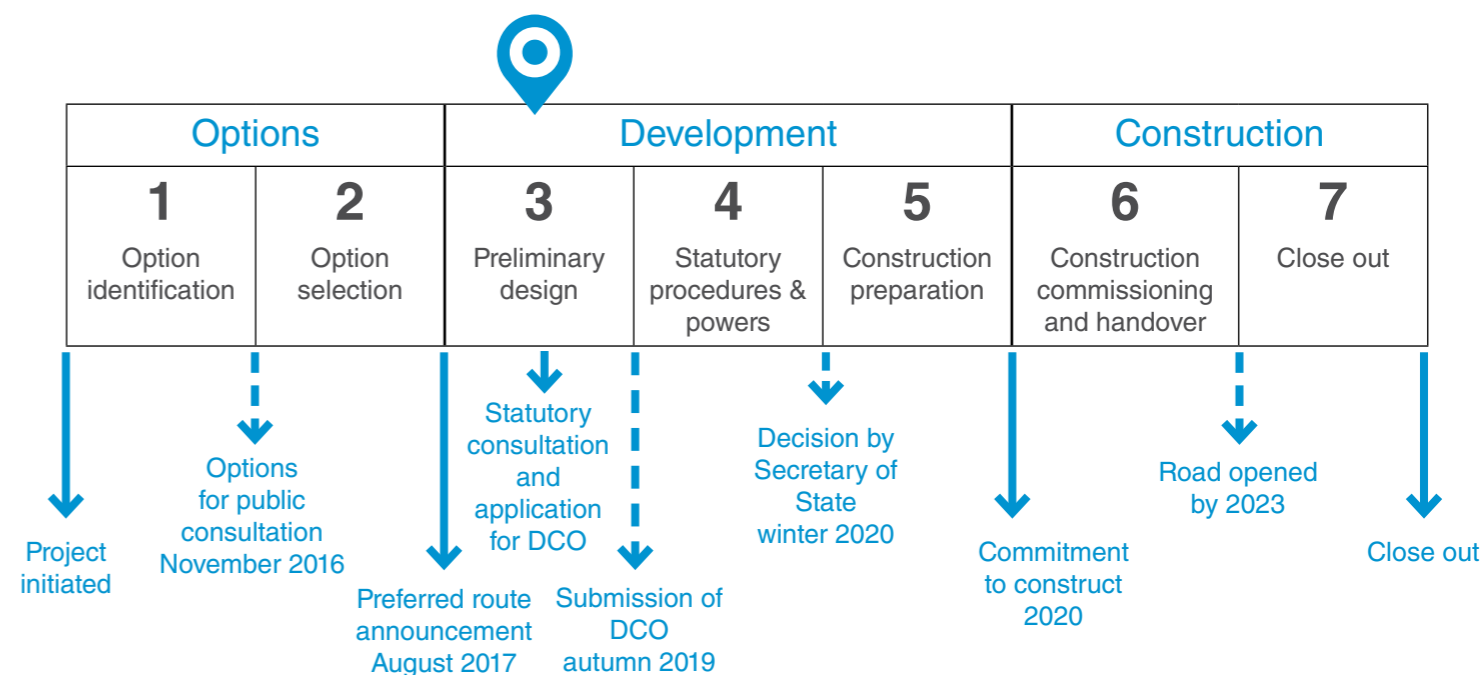 Options
Development
Construction
1
Option
identification
2
Option
selection
3
Preliminary
design
4
Statutory
procedures &
powers
5
Construction
preparation
6
Construction
commissioning
and handover
7
Close out
Project
initiated
Options
for public
consultation
November 2016
Preferred route
announcement
August 2017
Statutory
consultation
and
application
for DCO
Submission of
DCO
autumn 2019
Decision by
Secretary of
State
winter 2020
Commitment
to construct
2020
Road opened
by 2023
Close out